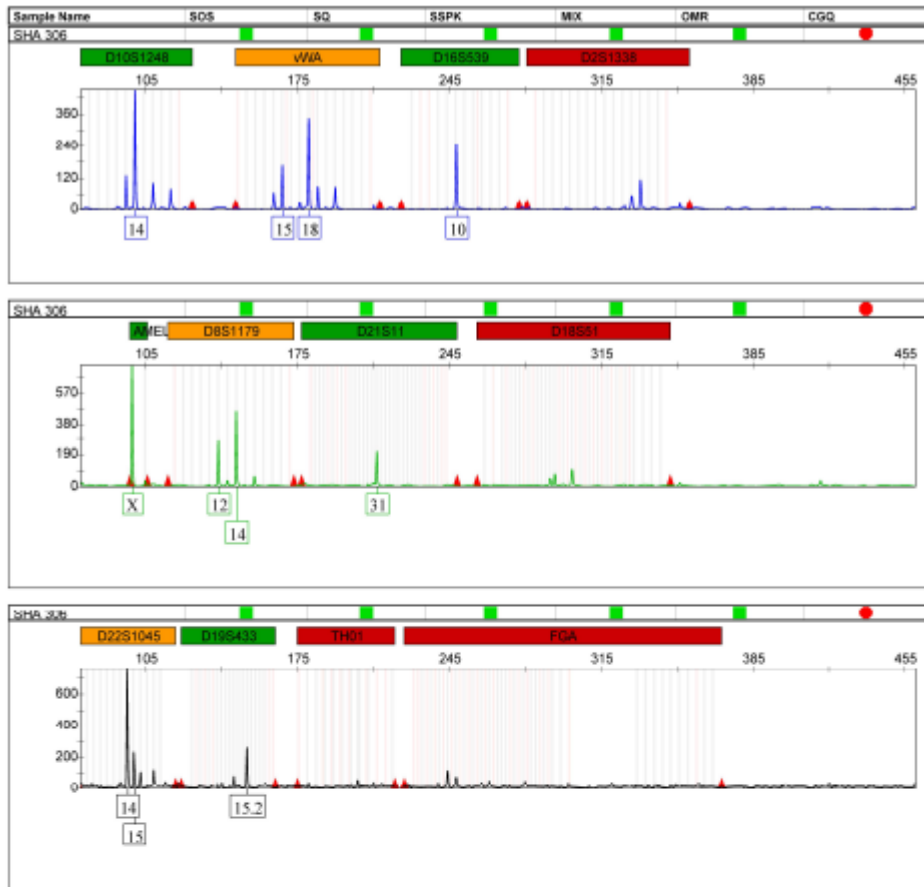 Sample Name SOS SQ SSPK MIX OMR CGQ
SHA 306
D10S1248 vWA D16S539 D2S1338
105 175 245 315 385 455
360
240
120
0
14 15 18 10
SHA 306
AMEL D8S1179 D21S11 D18S51
105 175 245 315 385 455
570
380
190
0
X 12 31
14
SHA 306
D22S1045 D19S433 TH01 FGA
105 175 245 315 385 455
600
400
200
0
14 15.2
15